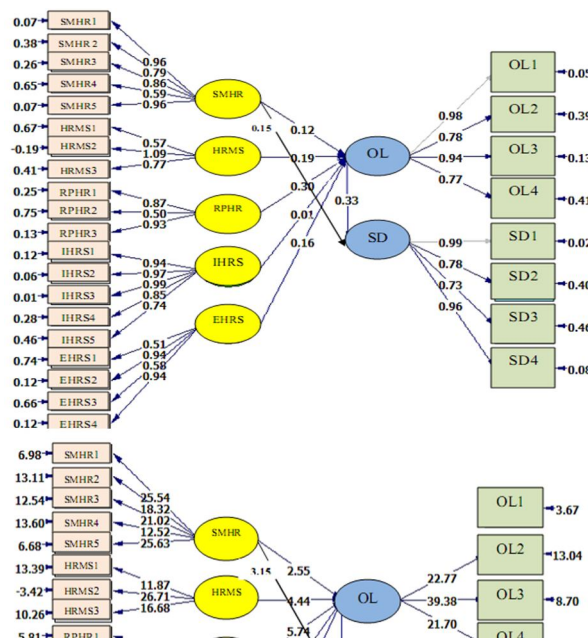 0.07 SMHR1
0.38 SMHR2
0.26 SMHR3
0.65 SMHR4
0.07 SMHR5
0.67 HRMS1
-0.19 HRMS2
0.41 HRMS3
0.25 RPHR1
0.75 RPHR2
0.13 RPHR3
0.12 IHRS1
0.06 IHRS2
0.01 IHRS3
0.28 IHRS4
0.46 IHRS5
0.74 EHRS1
0.12 EHRS2
0.66 EHRS3
0.12 EHRS4
0.96
0.79
0.86
0.59
0.96
0.57
1.09
0.77
0.87
0.50
0.93
0.94
0.97
0.99
0.85
0.74
0.51
0.94
0.58
0.94
SMHR
HRMS
RPHR
IHRS
EHRS
0.15
0.12
0.19
0.30
0.01
0.16
0.33
OL
SD
0.98
0.78
0.94
0.77
0.99
0.78
0.73
0.96
OL1 0.05
OL2 0.39
OL3 0.13
OL4 0.41
SD1 0.02
SD2 0.40
SD3 0.46
SD4 0.08
6.98 SMHR1
13.11 SMHR2
12.54 SMHR3
13.60 SMHR4
6.68 SMHR5
13.39 HRMS1
-3.42 HRMS2
10.26 HRMS3
5.81 RPHR1
25.54
18.32
21.02
12.52
25.63
11.87
26.71
16.68
SMHR
HRMS
3.15
2.55
4.44
5.74
OL
22.77
39.38
21.70
OL1 3.67
OL2 13.04
OL3 8.70
OL4